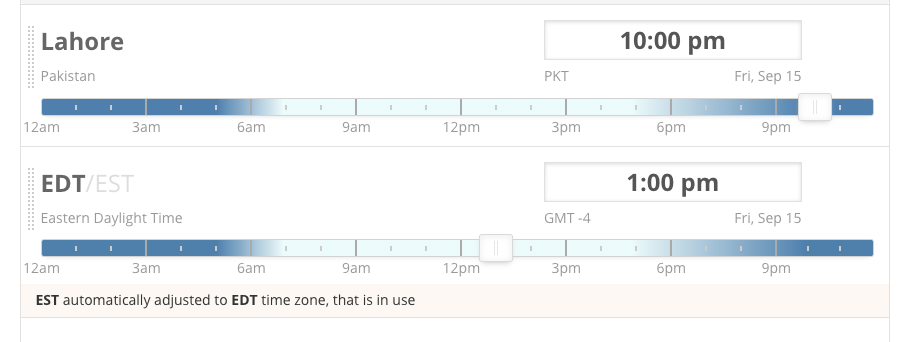 Lahore
10:00 pm
Pakistan
PKT
Fri, Sep 15
12am 3am 6am 9am 12pm 3pm 6pm 9pm
EDT/EST
1:00 pm
Eastern Daylight Time
GMT -4
Fri, Sep 15
12am 3am 6am 9am 12pm 3pm 6pm 9pm
EST automatically adjusted to EDT time zone, that is in use